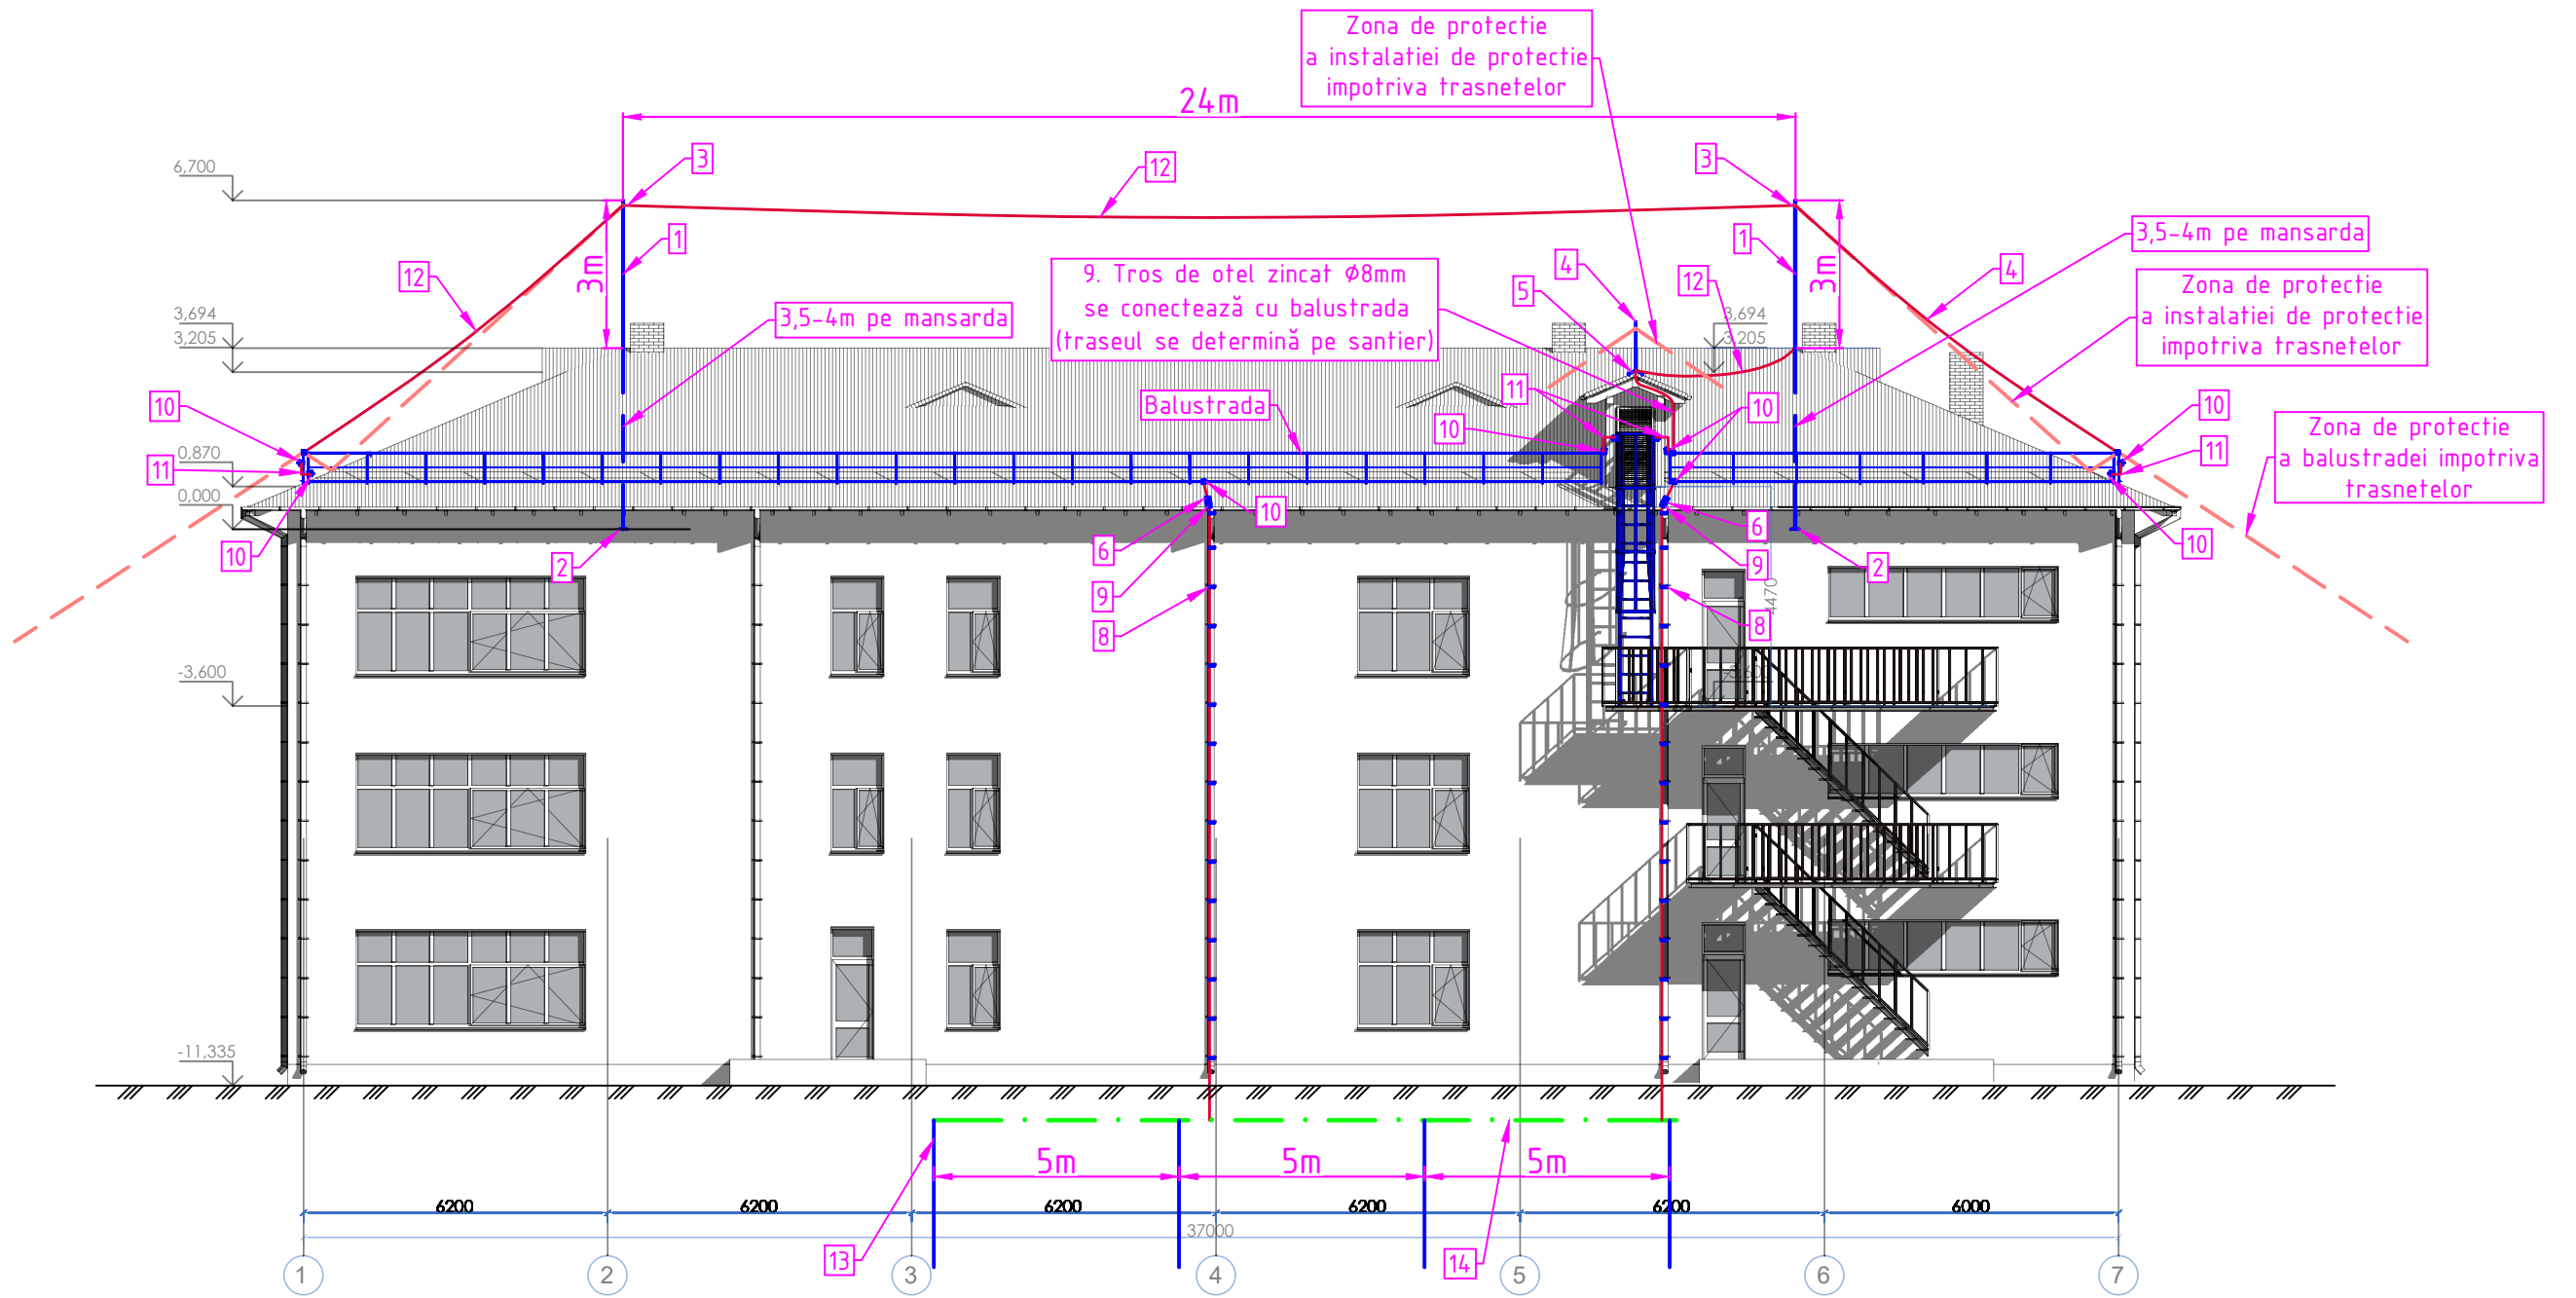 Zona de protectie
a instalatiei de protectie
impotriva trasnetelor
24m
6,700
3
12
3
1
1
3,5-4m pe mansarda
3m
3m
9. Tros de otel zincat Ø8mm
se conectează cu balustrada
(traseul se determină pe santier)
4
4
5
12
12
Zona de protectie
a instalatiei de protectie
impotriva trasnetelor
3,694
3,205
3,5-4m pe mansarda
3,694
3,205
10
11
Balustrada
10
10
10
11
11
Zona de protectie
a balustradei impotriva
trasnetelor
0,870
0,000
10
10
10
6
6
9
9
2
2
8
8
4470
-3,600
-3,600
-11,335
5m
5m
5m
6200
6200
6200
6200
6200
6000
37000
13
14
1
2
3
4
5
6
7